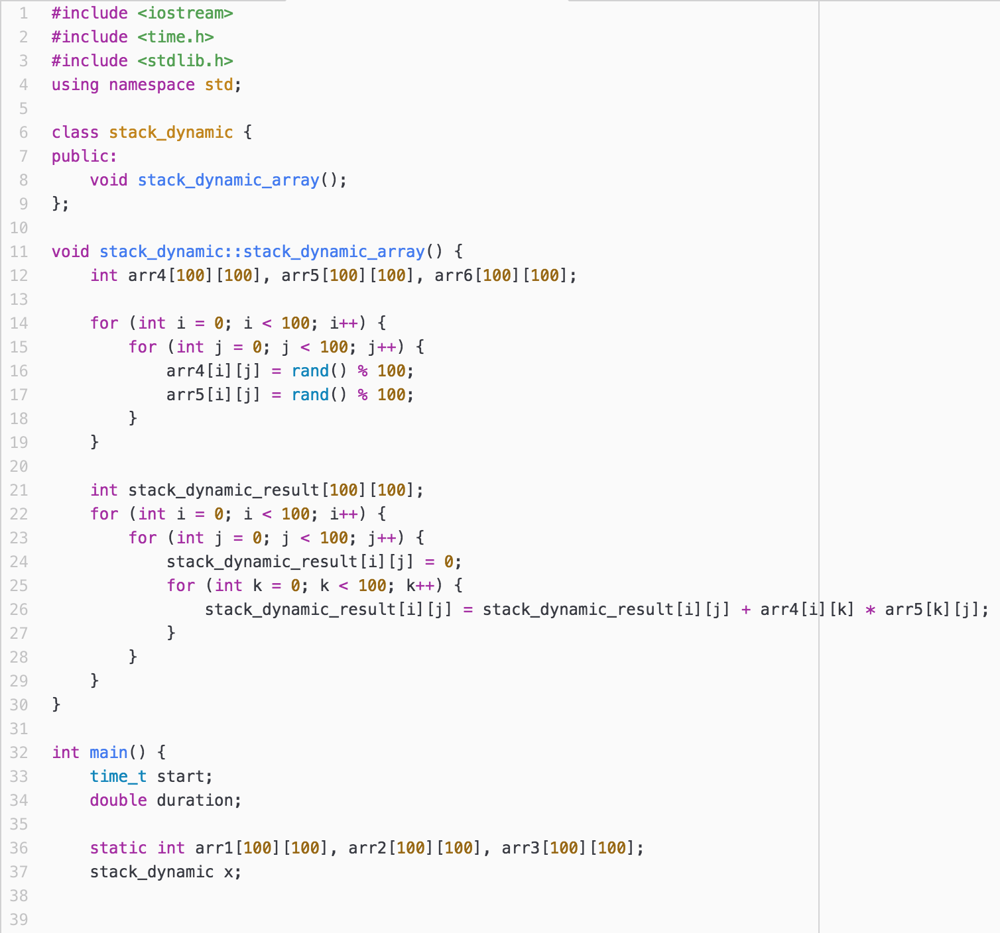 1 #include <iostream>
2 #include <time.h>
3 #include <stdlib.h>
4 using namespace std;
5
6 class stack_dynamic {
7 public:
8     void stack_dynamic_array();
9 };
10
11 void stack_dynamic::stack_dynamic_array() {
12     int arr4[100][100], arr5[100][100], arr6[100][100];
13
14     for (int i = 0; i < 100; i++) {
15         for (int j = 0; j < 100; j++) {
16             arr4[i][j] = rand() % 100;
17             arr5[i][j] = rand() % 100;
18         }
19     }
20
21     int stack_dynamic_result[100][100];
22     for (int i = 0; i < 100; i++) {
23         for (int j = 0; j < 100; j++) {
24             stack_dynamic_result[i][j] = 0;
25             for (int k = 0; k < 100; k++) {
26                 stack_dynamic_result[i][j] = stack_dynamic_result[i][j] + arr4[i][k] * arr5[k][j];
27             }
28         }
29     }
30 }
31
32 int main() {
33     time_t start;
34     double duration;
35
36     static int arr1[100][100], arr2[100][100], arr3[100][100];
37     stack_dynamic x;
38
39